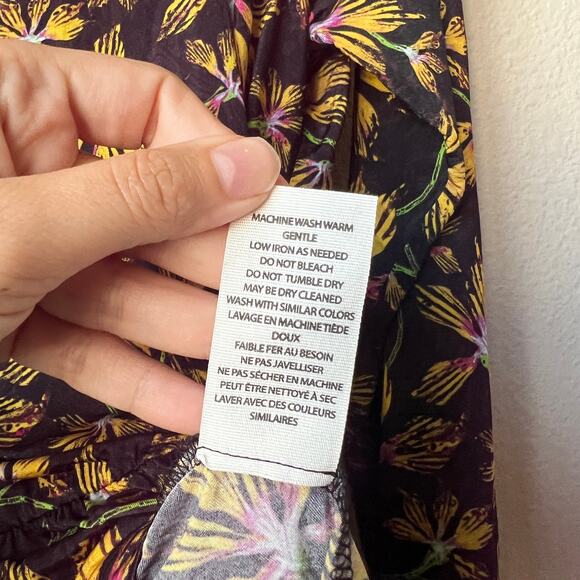 MACHINE WASH WARM
GENTLE
LOW IRON AS NEEDED
DO NOT BLEACH
DO NOT TUMBLE DRY
MAY BE DRY CLEANED
WASH WITH SIMILAR COLORS
LAVAGE EN MACHINE TIÈDE
DOUX
FAIBLE FER AU BESOIN
NE PAS JAVELLISER
NE PAS SÉCHER EN MACHINE
PEUT ÊTRE NETTOYÉ À SEC
LAVER AVEC DES COULEURS
SIMILAIRES